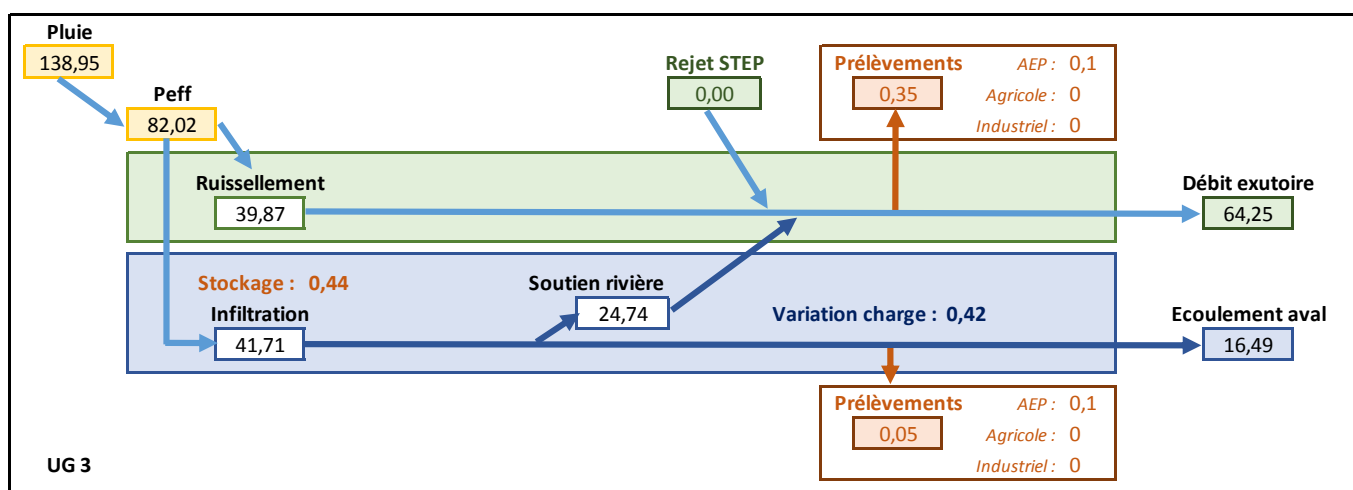 Pluie
138,95
Peff
82,02
Rejet STEP
0,00
Prélèvements
0,35
AEP : 0,1
Agricole : 0
Industriel : 0
Ruissellement
39,87
Débit exutoire
64,25
Stockage : 0,44
Infiltration
41,71
Soutien rivière
24,74
Variation charge : 0,42
Ecoulement aval
16,49
Prélèvements
0,05
AEP : 0,1
Agricole : 0
Industriel : 0
UG 3